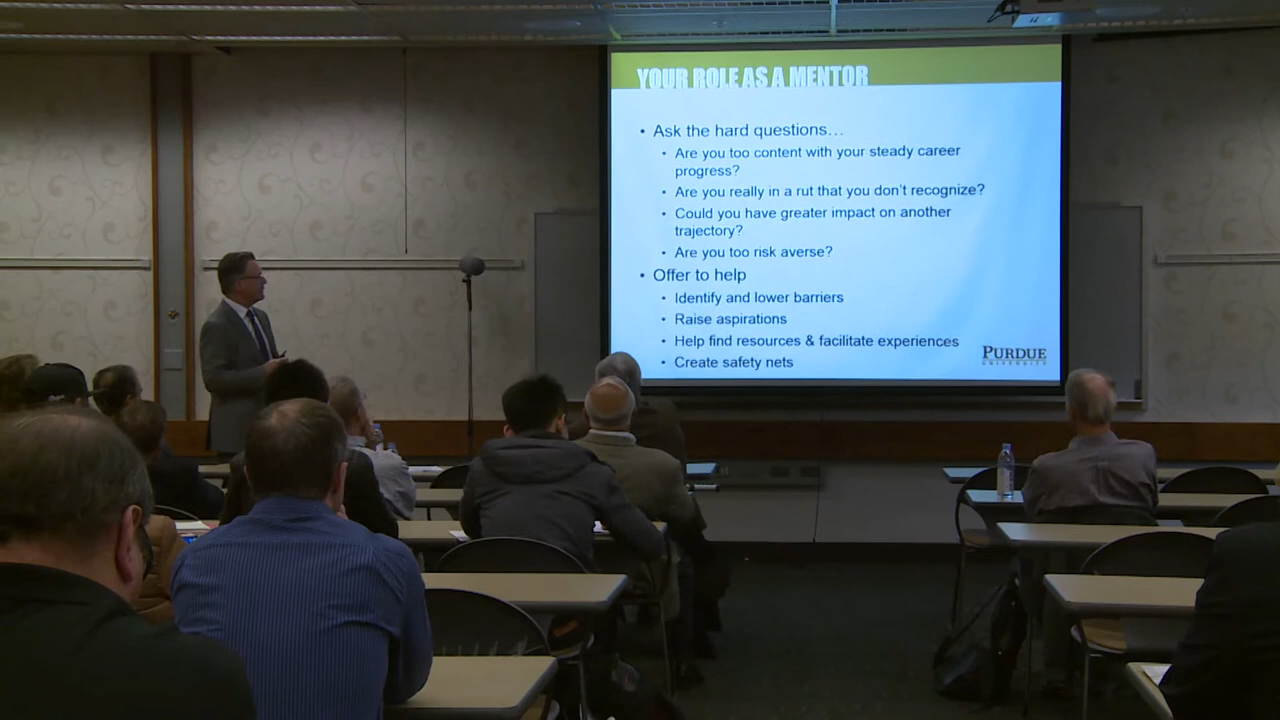 YOUR ROLE AS A MENTOR
• Ask the hard questions…
• Are you too content with your steady career
progress?
• Are you really in a rut that you don't recognize?
• Could you have greater impact on another
trajectory?
• Are you too risk averse?
• Offer to help
• Identify and lower barriers
• Raise aspirations
• Help find resources & facilitate experiences
• Create safety nets
PURDUE
UNIVERSITY